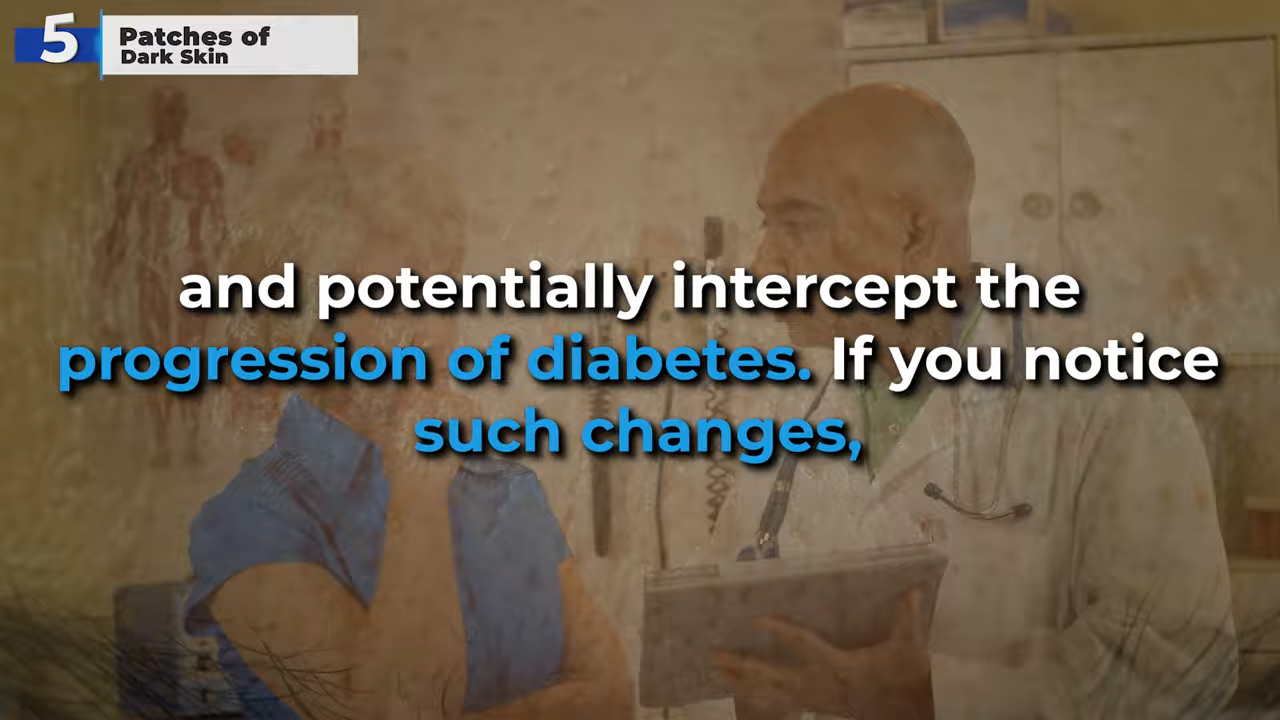 5
Patches of
Dark Skin
and potentially intercept the
progression of diabetes. If you notice
such changes,